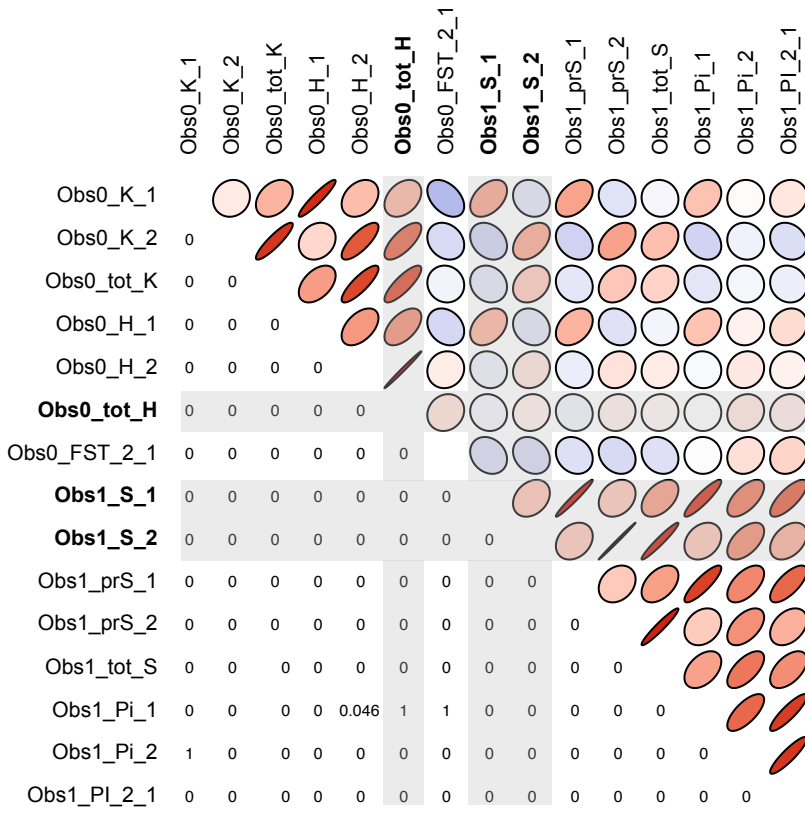 Obs0_K_1
Obs0_K_2
Obs0_tot_K
Obs0_H_1
Obs0_H_2
Obs0_tot_H
Obs0_FST_2_1
Obs1_S_1
Obs1_S_2
Obs1_prS_1
Obs1_prS_2
Obs1_tot_S
Obs1_Pi_1
Obs1_Pi_2
Obs1_PI_2_1
Obs0_K_1
Obs0_K_2 0
Obs0_tot_K 0 0
Obs0_H_1 0 0 0
Obs0_H_2 0 0 0 0
Obs0_tot_H 0 0 0 0 0
Obs0_FST_2_1 0 0 0 0 0 0
Obs1_S_1 0 0 0 0 0 0 0
Obs1_S_2 0 0 0 0 0 0 0 0
Obs1_prS_1 0 0 0 0 0 0 0 0 0
Obs1_prS_2 0 0 0 0 0 0 0 0 0 0
Obs1_tot_S 0 0 0 0 0 0 0 0 0 0 0
Obs1_Pi_1 0 0 0 0 0.046 1 1 0 0 0 0 0
Obs1_Pi_2 1 0 0 0 0 0 0 0 0 0 0 0 0
Obs1_PI_2_1 0 0 0 0 0 0 0 0 0 0 0 0 0 0